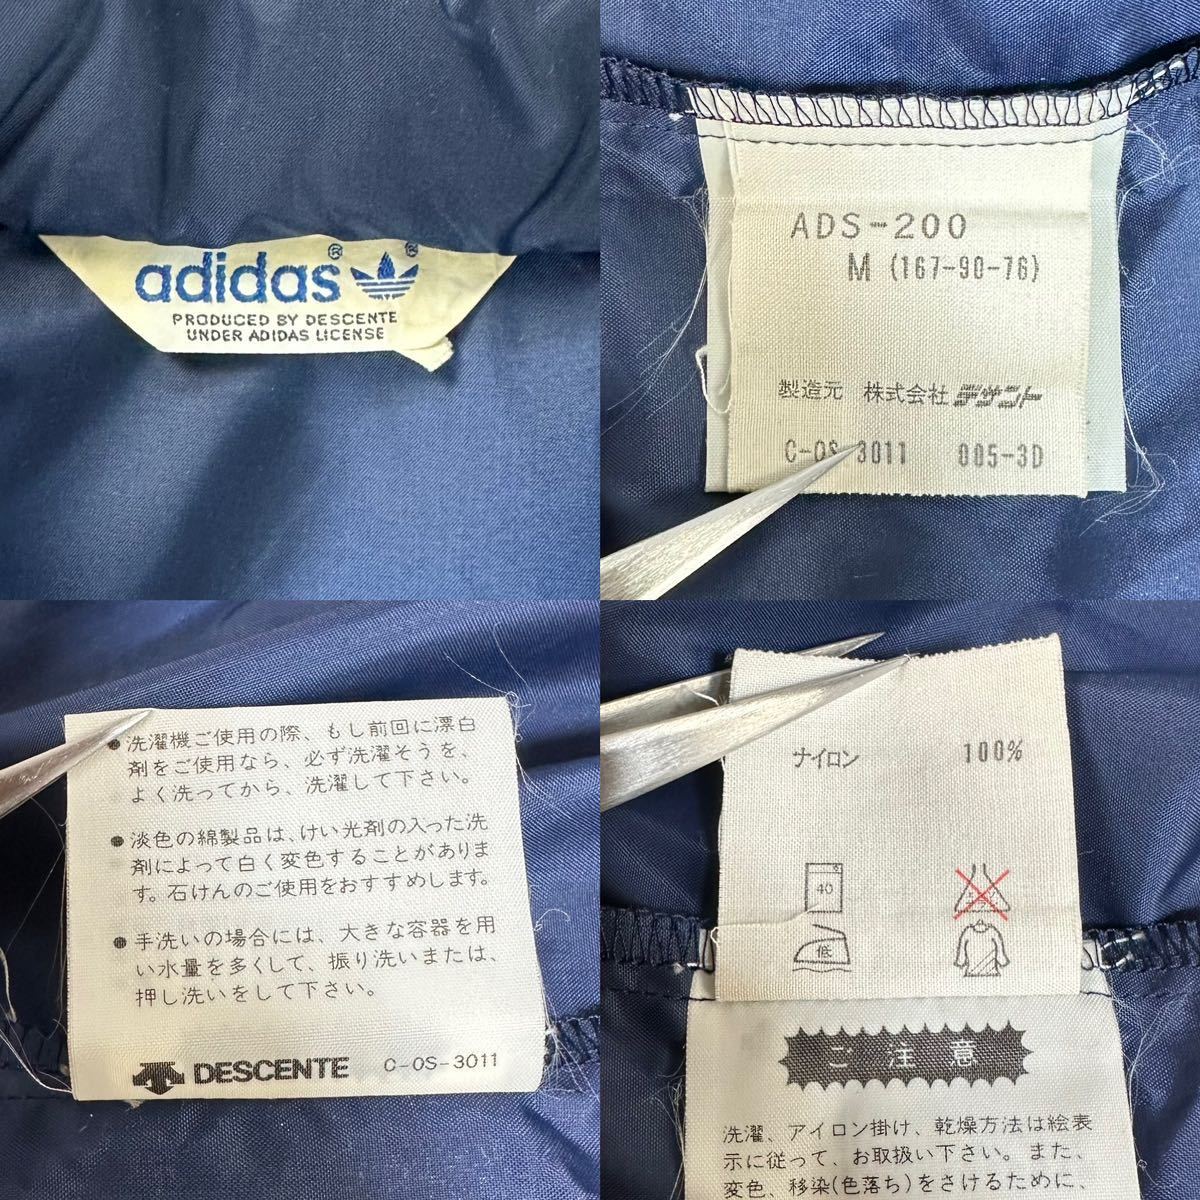 adidas®®
PRODUCED BY DESCENTE
UNDER ADIDAS LICENSE
ADS-200
M (167-90-76)
製造元 株式会社 デサント
C-OS 3011 005-3D
●洗濯機ご使用の際、もし前回に漂白
剤をご使用なら、必ず洗濯そうを、
よく洗ってから、洗濯して下さい。
●淡色の綿製品は、けい光剤の入った洗
剤によって白く変色することがありま
す。石けんのご使用をおすすめします。
●手洗いの場合には、大きな容器を用
い水量を多くして、振り洗いまたは、
押し洗いをして下さい。
DESCENTE C-OS-3011
ナイロン 100%
40
低
ご注意
洗濯、アイロン掛け、乾燥方法は絵表
示に従って、お取扱い下さい。また、
変色、移染(色落ち)をさけるために、